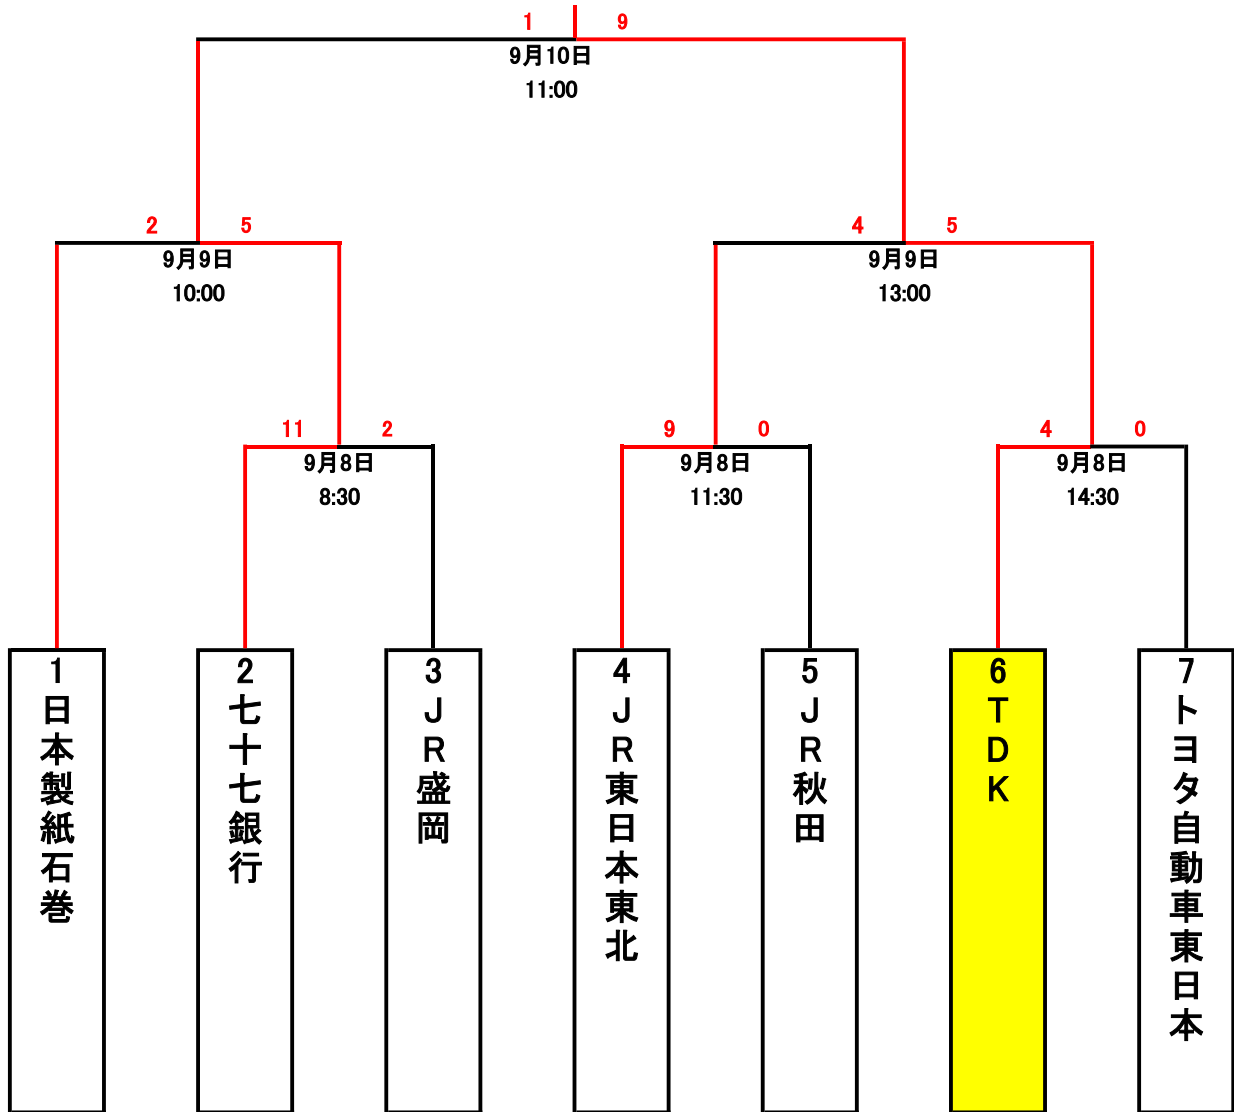 1 9
9月10日
11:00
2 5 4 5
9月9日 9月9日
10:00 13:00
11 2 9 0 4 0
9月8日 9月8日 9月8日
8:30 11:30 14:30
1日本製紙石巻
2七十七銀行
3JR盛岡
4JR東日本東北
5JR秋田
6TDK
7トヨタ自動車東日本